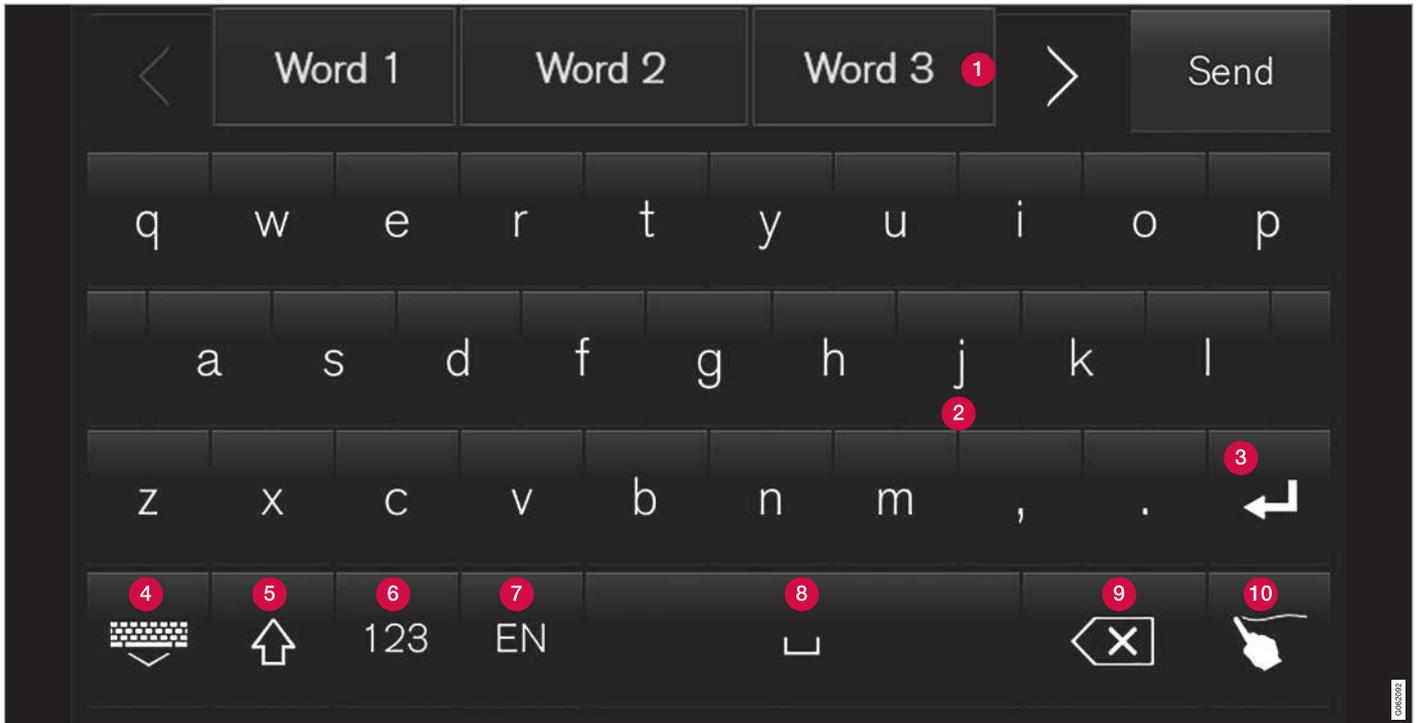 Word 1 Word 2 Word 3 1 Send
q w e r t y u i o p
a s d f g h j k l
2
3
z x c v b n m , .
4 5 6 7 8 9 10
123 EN
G062092